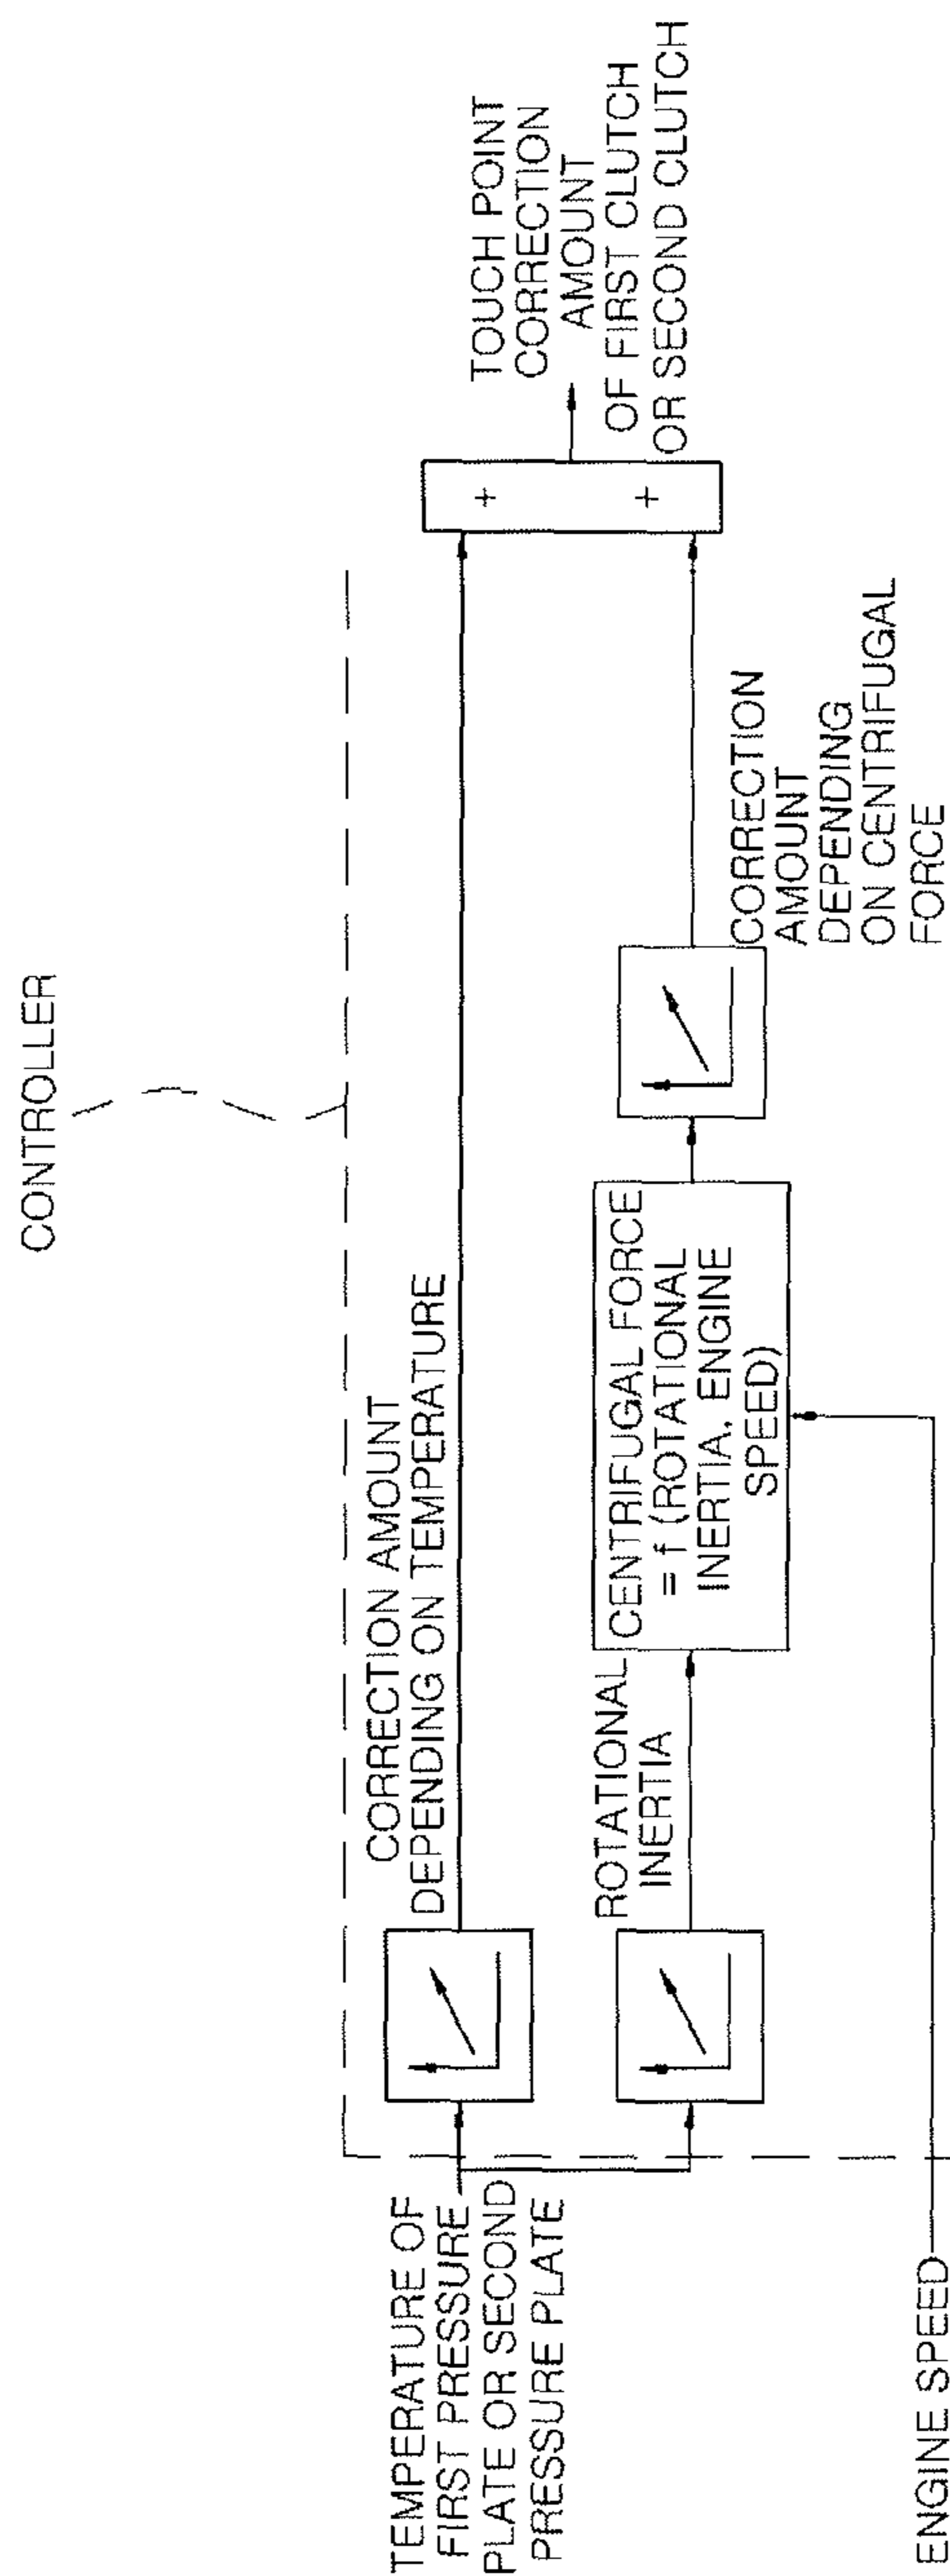 CONTROLLER
TEMPERATURE OF
FIRST PRESSURE
PLATE OR SECOND
PRESSURE PLATE
CORRECTION AMOUNT
DEPENDING ON TEMPERATURE
TOUCH POINT
CORRECTION
AMOUNT
OF FIRST CLUTCH
OR SECOND CLUTCH
+
+
ROTATIONAL
INERTIA
CENTRIFUGAL FORCE
= f (ROTATIONAL
INERTIA, ENGINE
SPEED)
CORRECTION
AMOUNT
DEPENDING
ON CENTRIFUGAL
FORCE
ENGINE SPEED